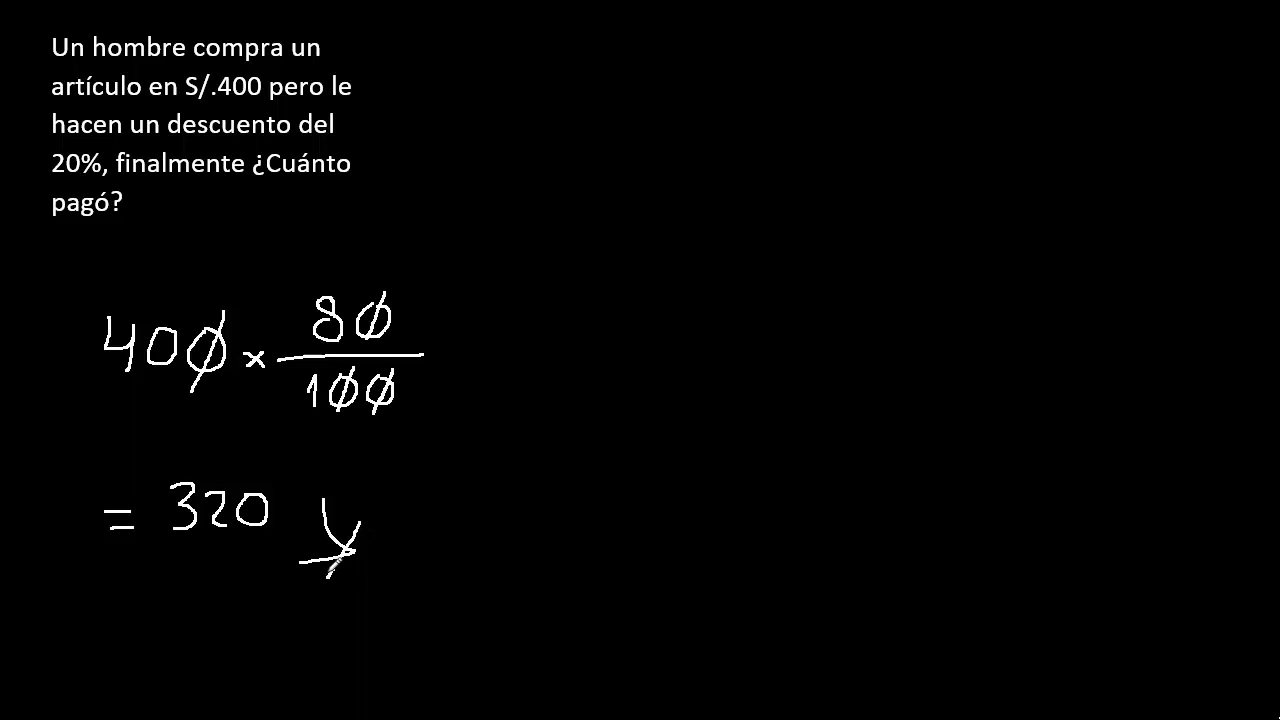 Un hombre compra un
artículo en S/.400 pero le
hacen un descuento del
20%, finalmente ¿Cuánto
pagó?
400 × 80/100
= 320